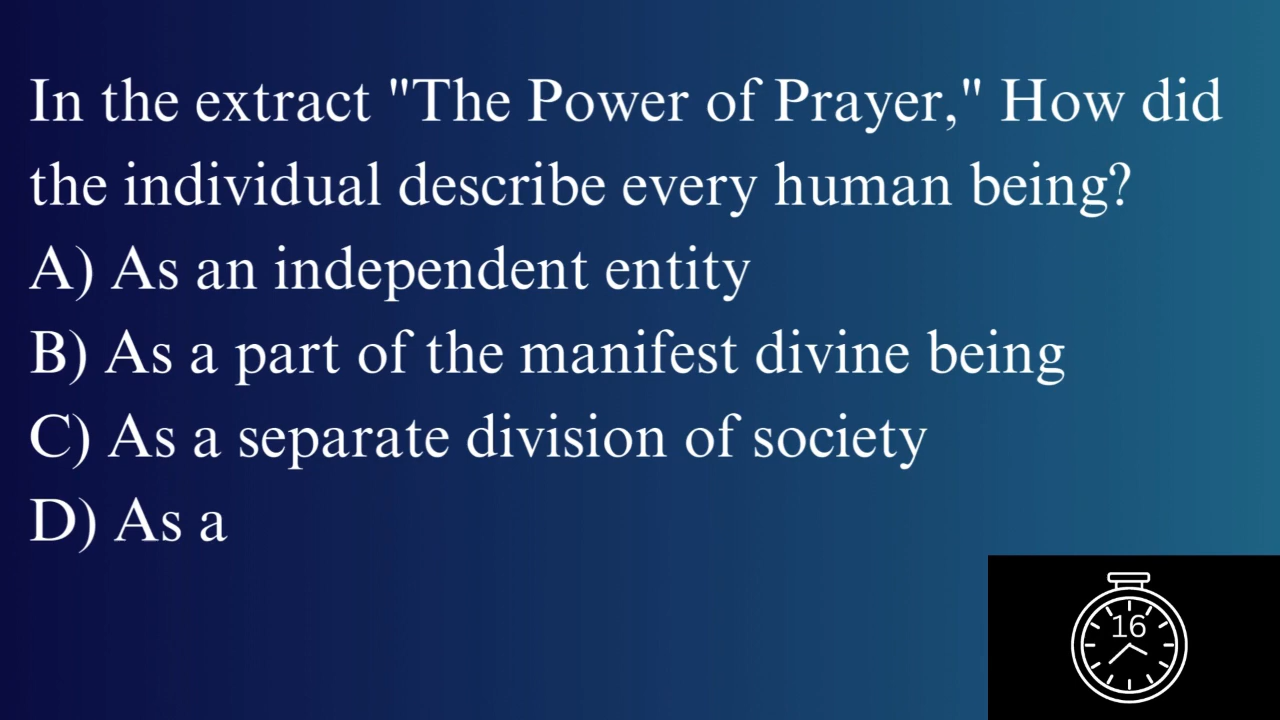 In the extract "The Power of Prayer," How did
the individual describe every human being?
A) As an independent entity
B) As a part of the manifest divine being
C) As a separate division of society
D) As a
16